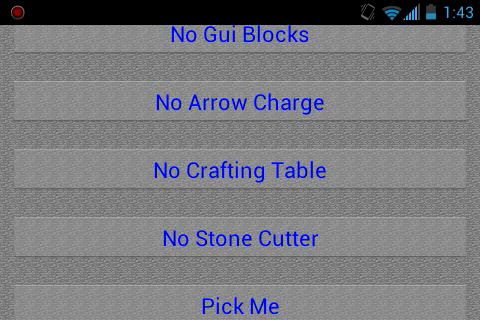 1:43
No Gui Blocks
No Arrow Charge
No Crafting Table
No Stone Cutter
Pick Me